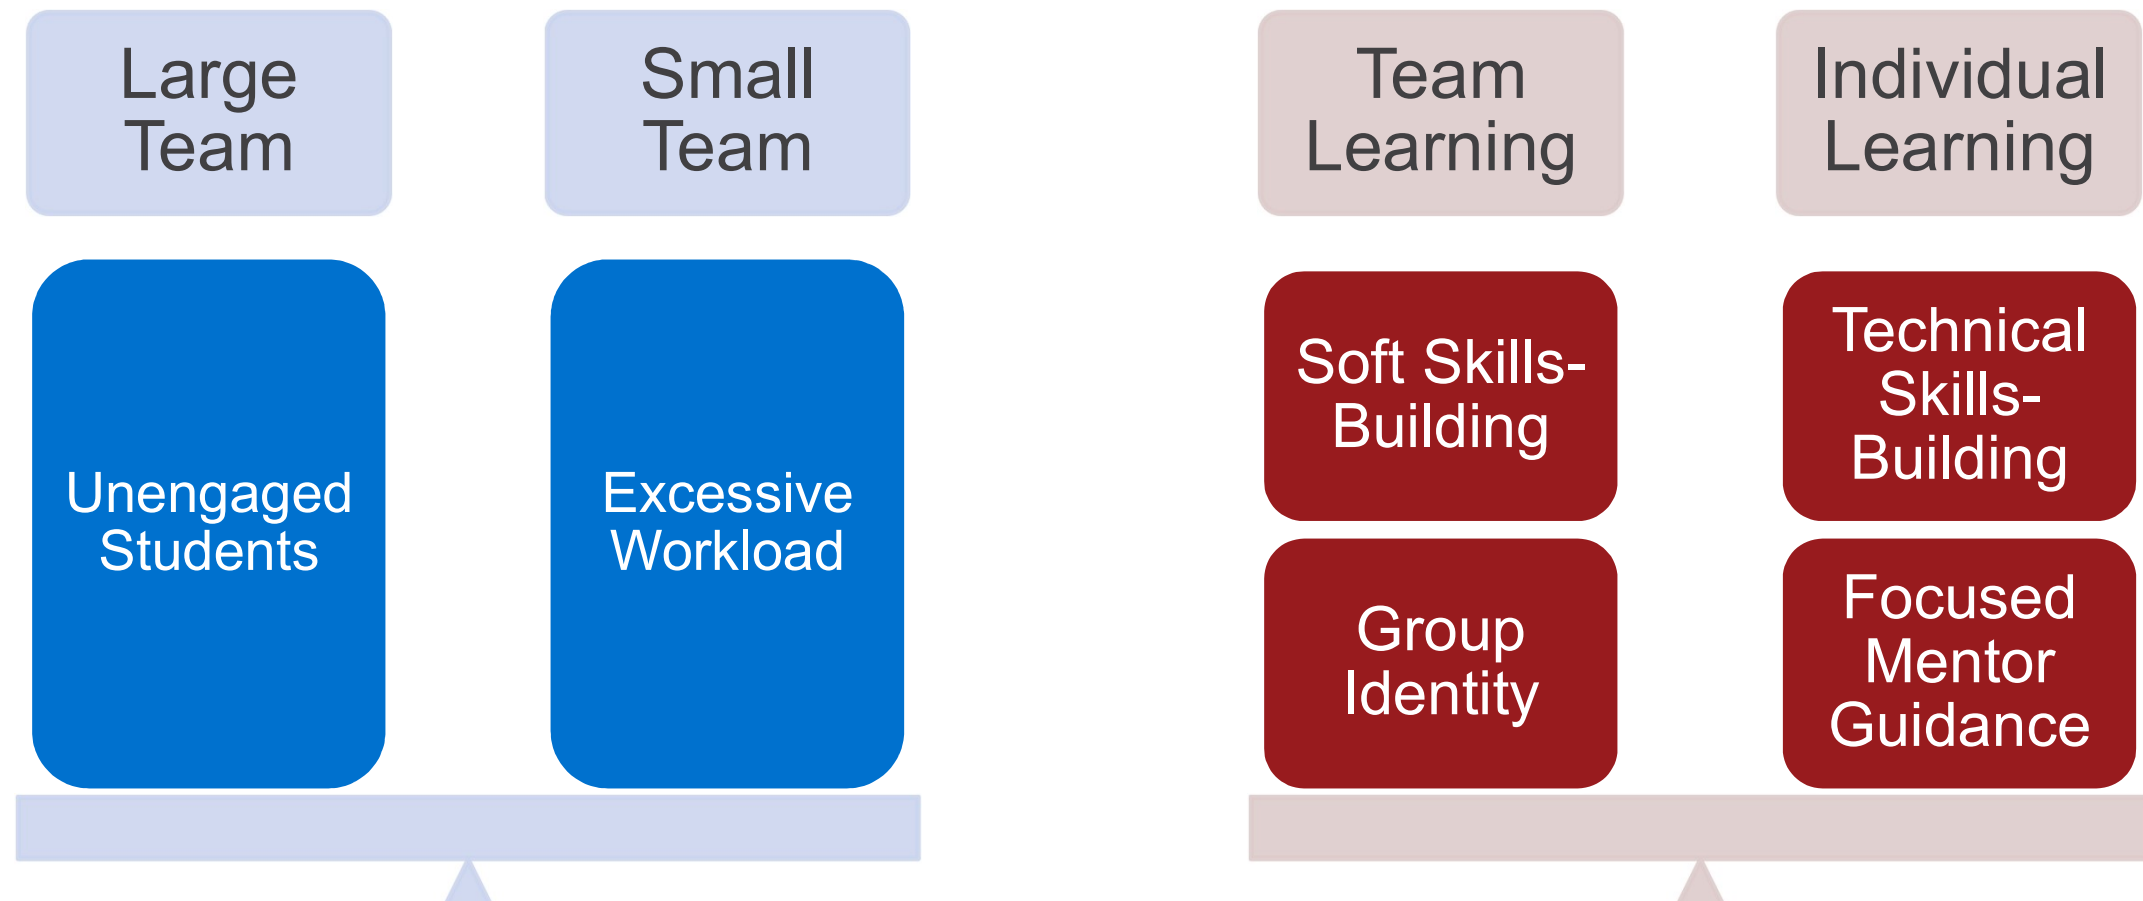 Large
Team
Small
Team
Team
Learning
Individual
Learning
Unengaged
Students
Excessive
Workload
Soft Skills-
Building
Group
Identity
Technical
Skills-
Building
Focused
Mentor
Guidance